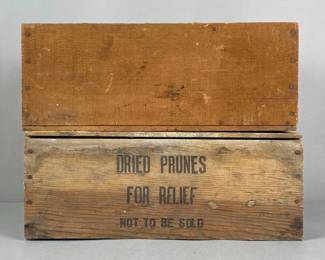 DRIED PRUNES
FOR RELIEF
NOT TO BE SOLD